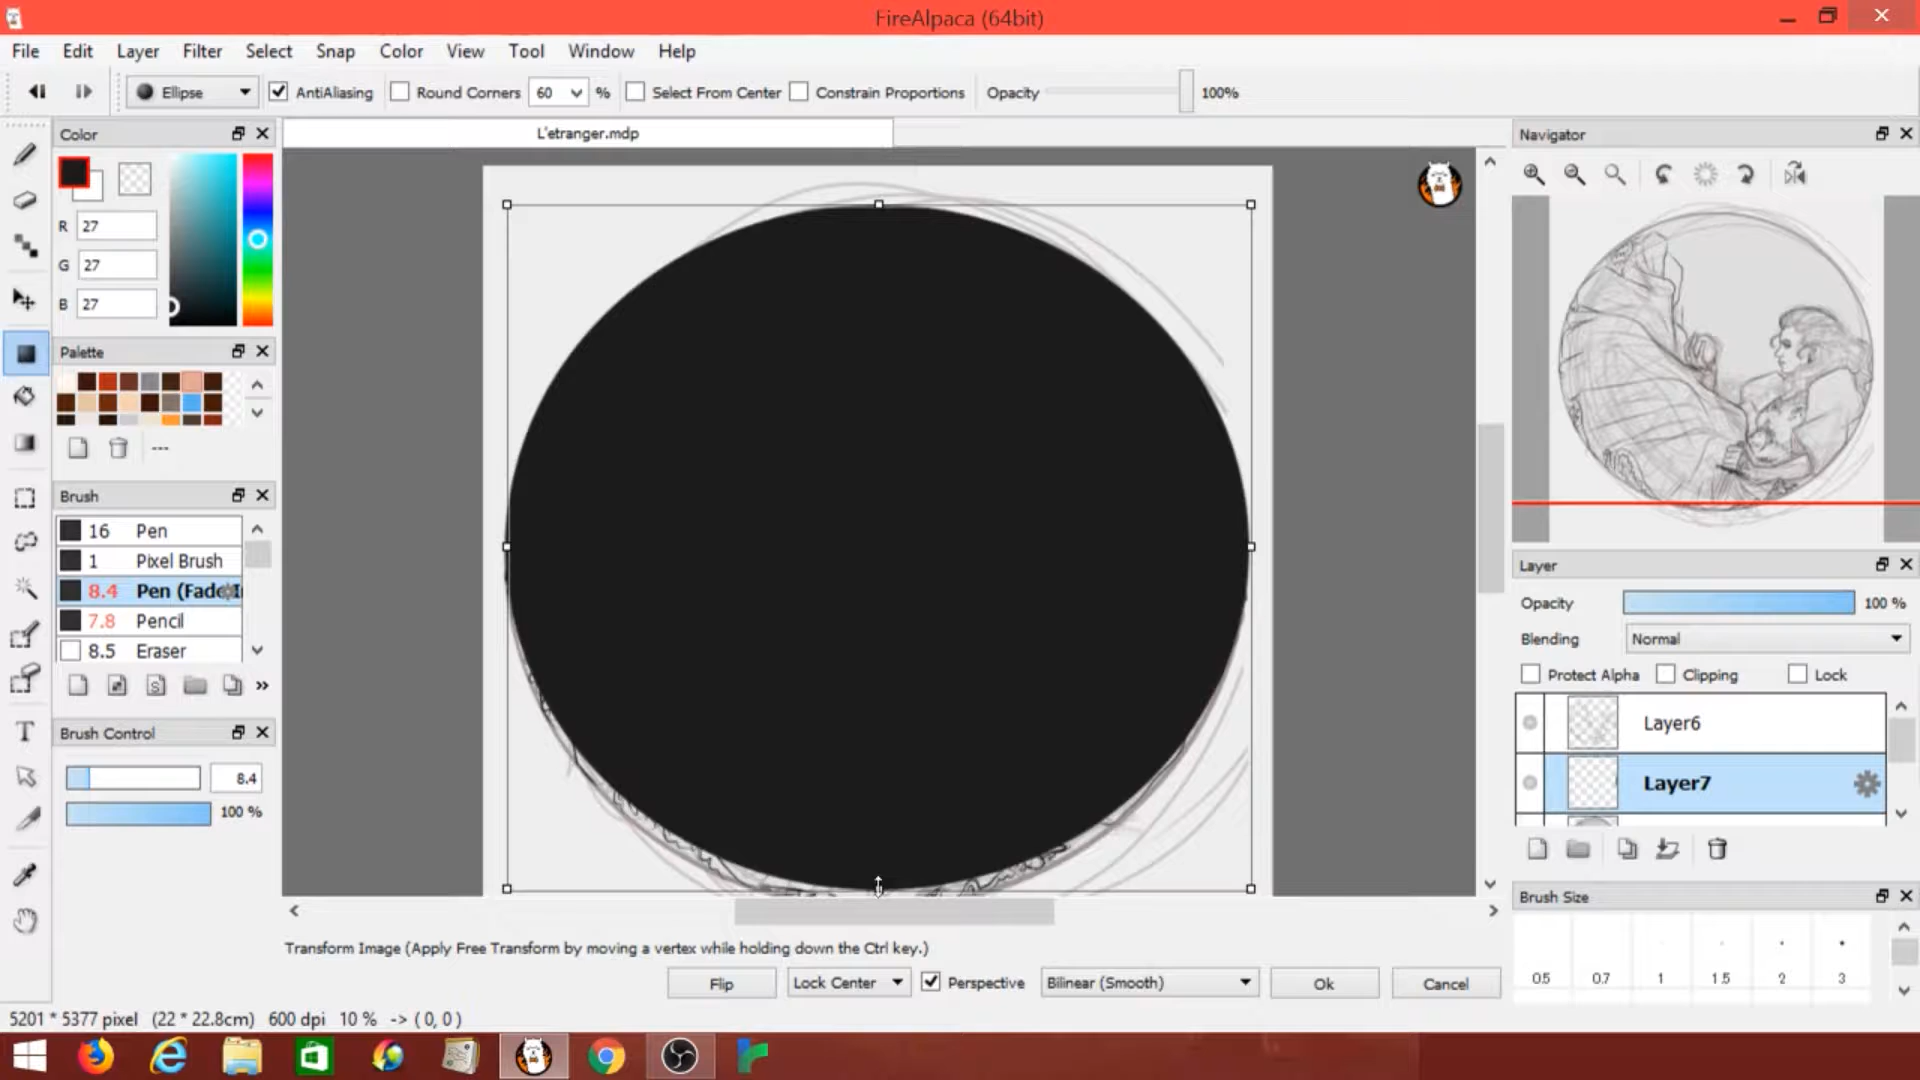 FireAlpaca (64bit)
File Edit Layer Filter Select Snap Color View Tool Window Help
Ellipse AntiAliasing Round Corners 60 % Select From Center Constrain Proportions Opacity 100%
Color
L'etranger.mdp
Navigator
R 27
G 27
B 27
Palette
---
Brush
16 Pen
1 Pixel Brush
8.4 Pen (Fade I
7.8 Pencil
8.5 Eraser
S
»
Brush Control
8.4
100 %
T
Layer
Opacity 100 %
Blending Normal
Protect Alpha Clipping Lock
Layer6
Layer7
Brush Size
0.5 0.7 1 1.5 2 3
Transform Image (Apply Free Transform by moving a vertex while holding down the Ctrl key.)
Flip Lock Center Perspective Bilinear (Smooth) Ok Cancel
5201 * 5377 pixel (22 * 22.8cm) 600 dpi 10 % -> ( 0, 0 )